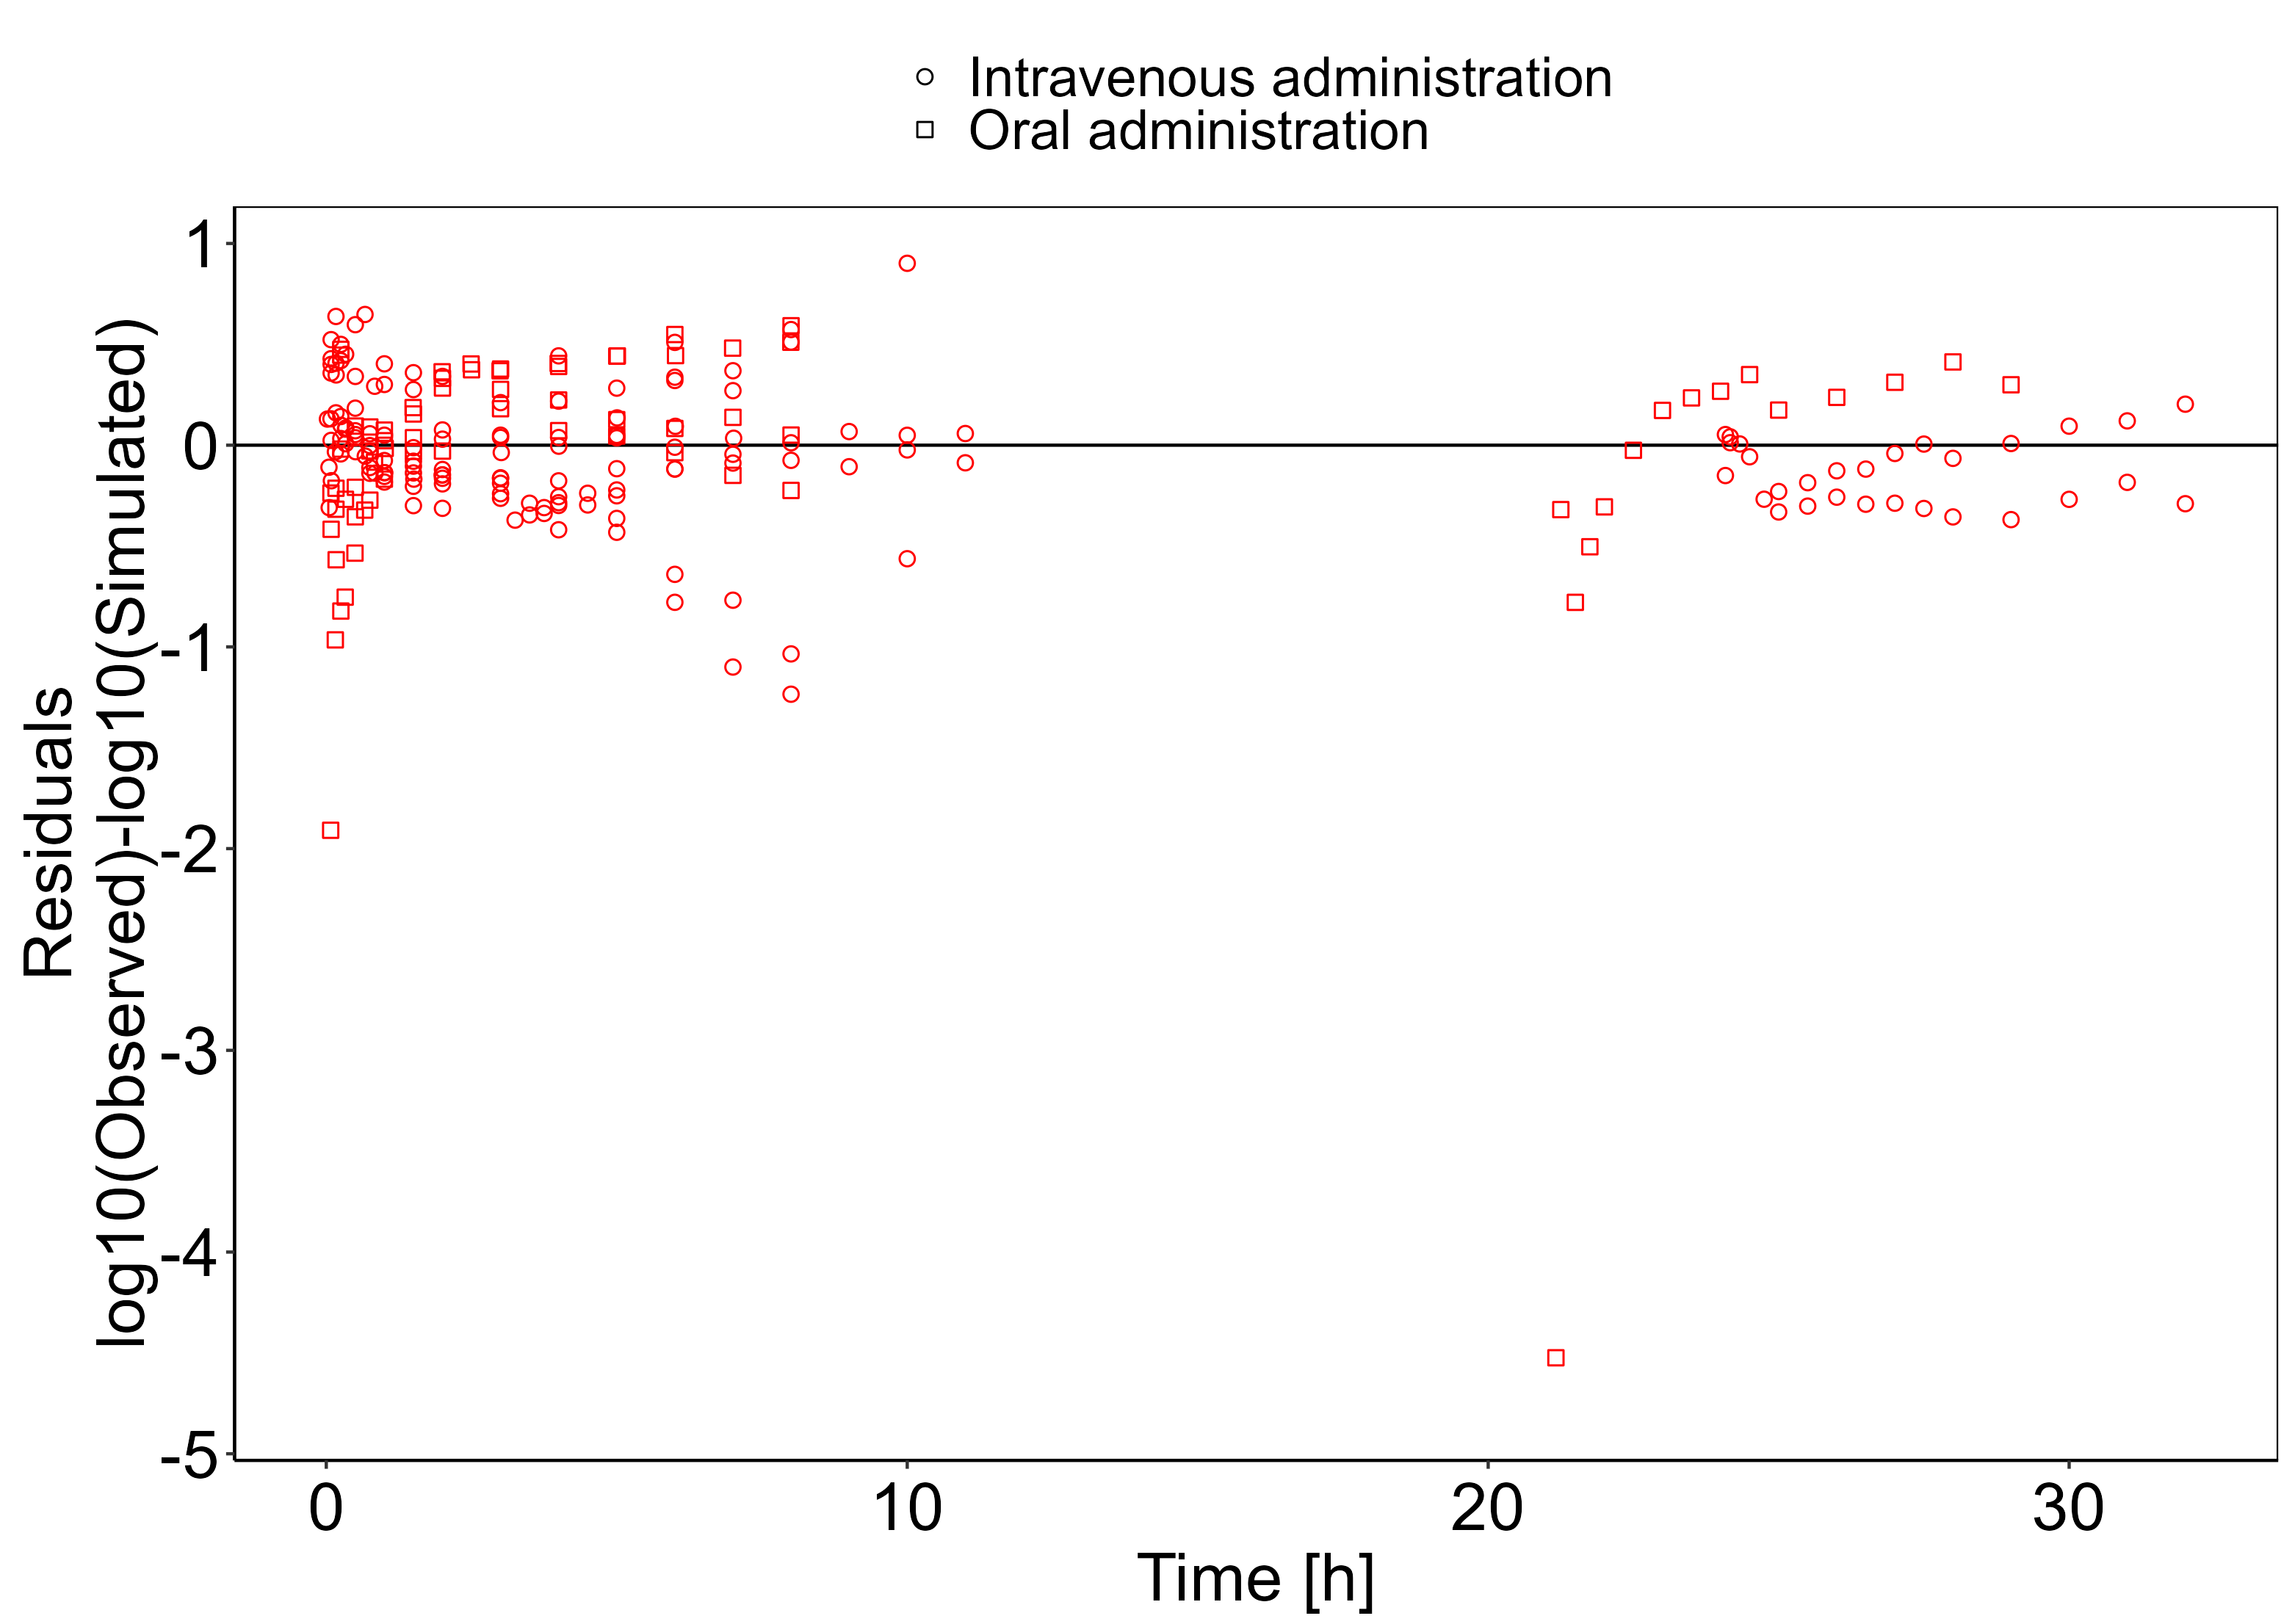 Intravenous administration
Oral administration
Residuals
log10(Observed)-log10(Simulated)
1
0
-1
-2
-3
-4
-5
0
10
20
30
Time [h]